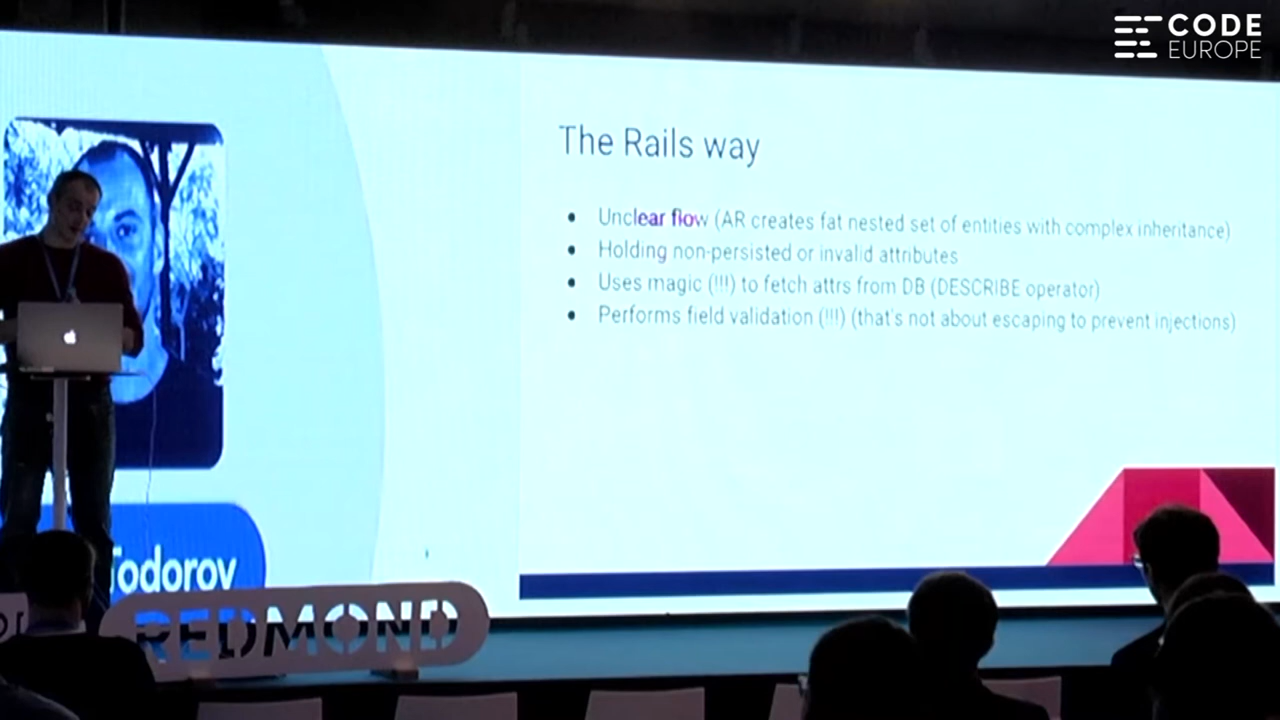 CODE
EUROPE
The Rails way
• Unclear flow (AR creates fat nested set of entities with complex inheritance)
• Holding non-persisted or invalid attributes
• Uses magic (!!!) to fetch attrs from DB (DESCRIBE operator)
• Performs field validation (!!!) (that's not about escaping to prevent injections)
Todorov
REDMOND